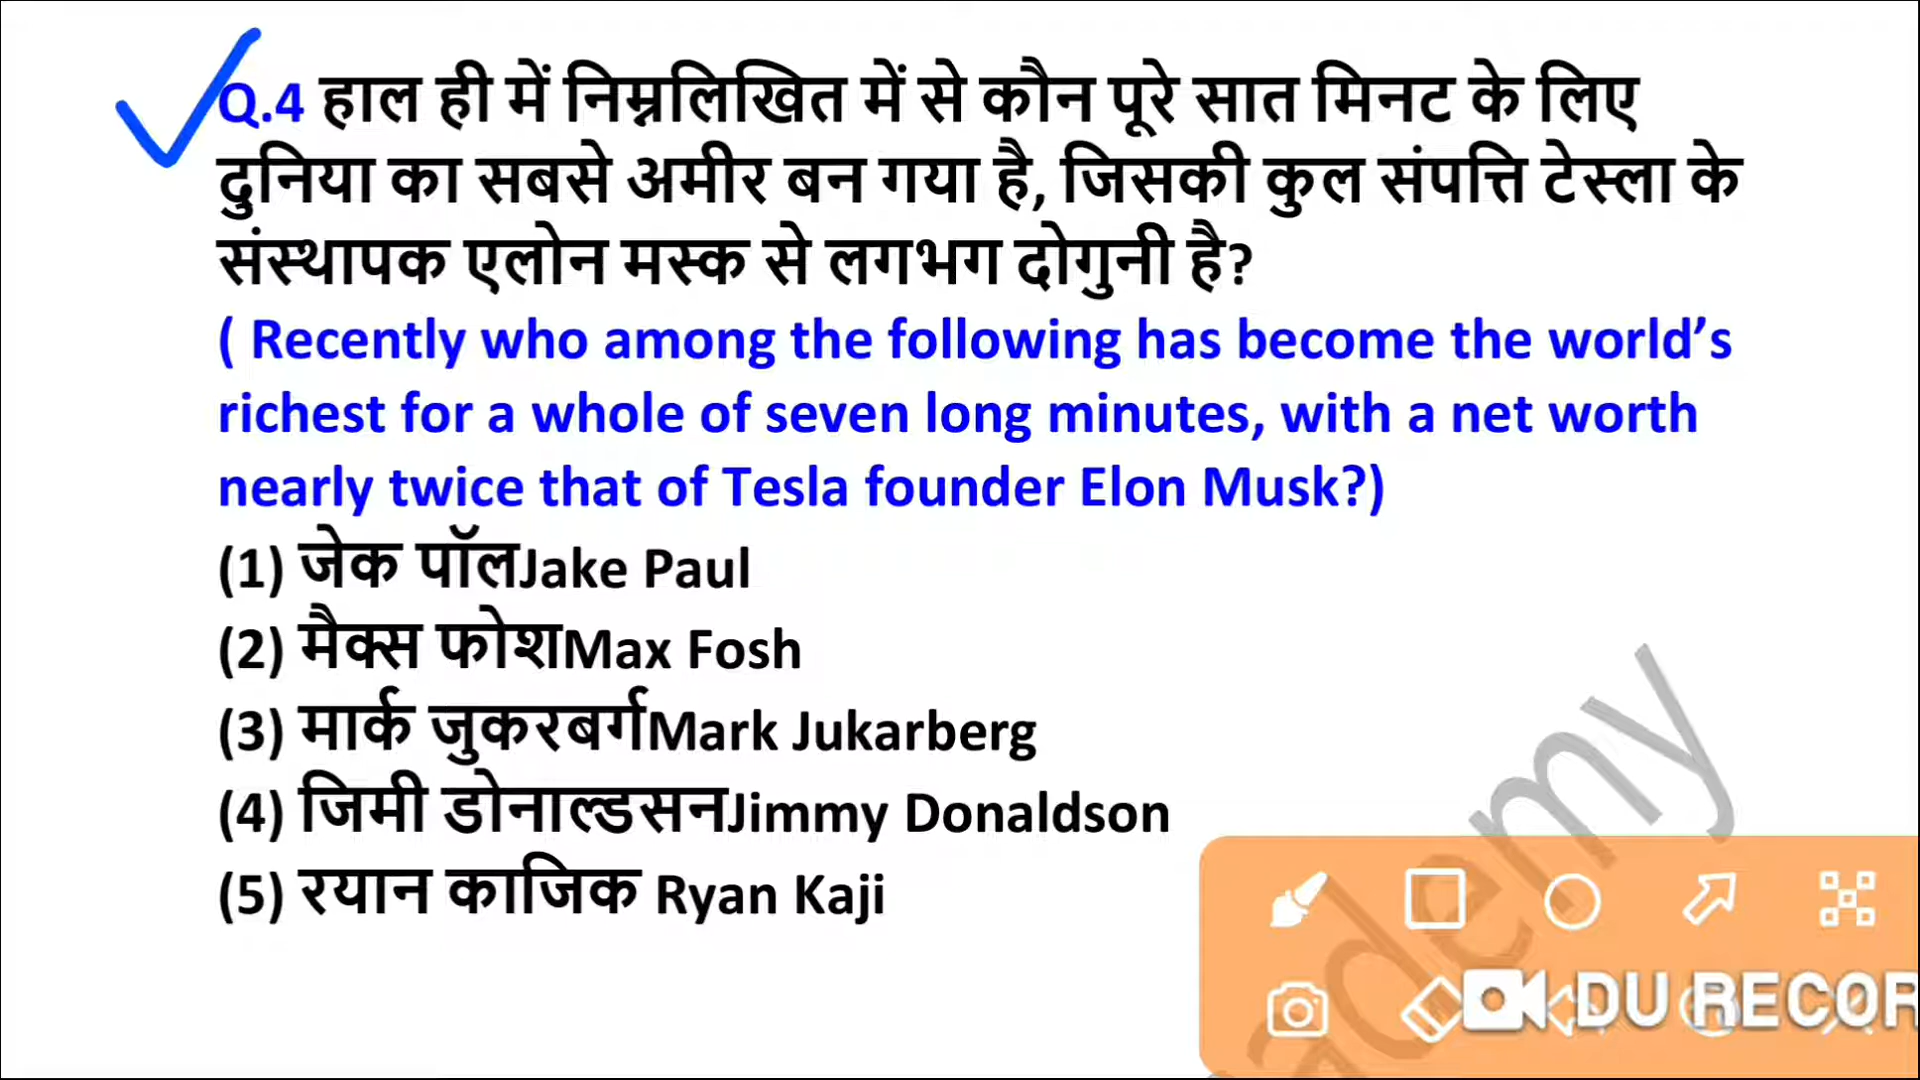 Q.4 हाल ही में निम्नलिखित में से कौन पूरे सात मिनट के लिए
दुनिया का सबसे अमीर बन गया है, जिसकी कुल संपत्ति टेस्ला के
संस्थापक एलोन मस्क से लगभग दोगुनी है?
( Recently who among the following has become the world’s
richest for a whole of seven long minutes, with a net worth
nearly twice that of Tesla founder Elon Musk?)
(1) जेक पॉलJake Paul
(2) मैक्स फोशMax Fosh
(3) मार्क जुकरबर्गMark Jukarberg
(4) जिमी डोनाल्डसनJimmy Donaldson
(5) रयान काजिक Ryan Kaji
ademy
DU RECOR